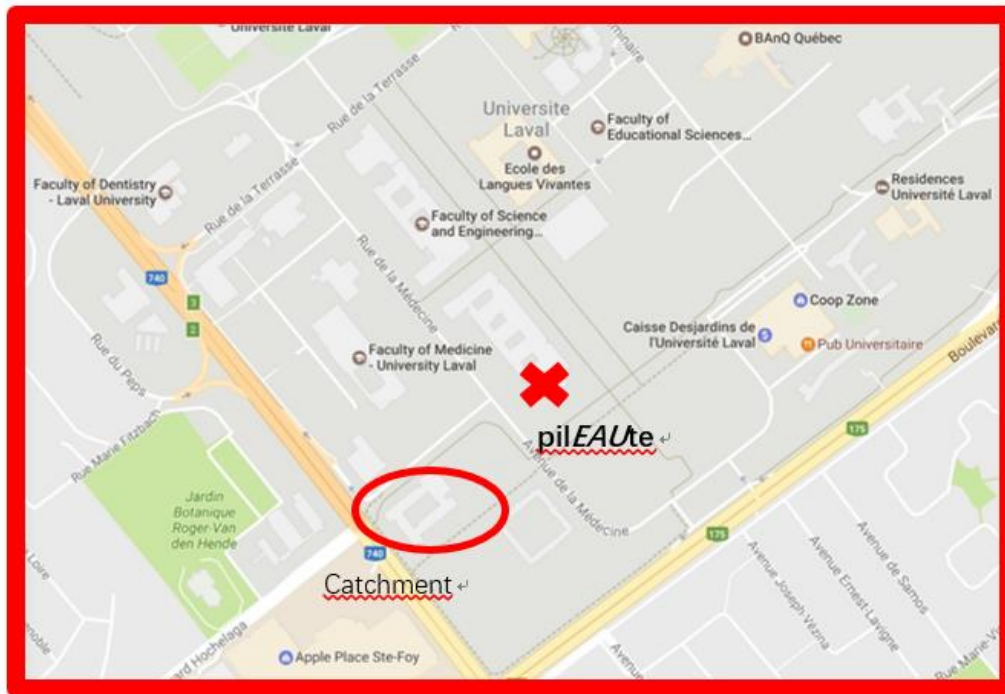 Université Laval
BAnQ Québec
Rue de la Terrasse
Universite
Laval
Faculty of
Educational Sciences...
Ecole des
Langues Vivantes
Faculty of Dentistry
- Laval University
Rue de la Terrasse
Residences
Université Laval
Faculty of Science
and Engineering...
740
Rue de la Médecine
3
Coop Zone
2
Caisse Desjardins de
l'Université Laval
Pub Universitaire
Rue du Peps
Faculty of Medicine
- University Laval
Boulevard
pilEAUte
175
Rue Marie Fitzbach
Avenue de la Médecine
Jardin
Botanique
Roger-Van
den Hende
175
740
Catchment
Avenue Joseph-Vézina
Avenue Ernest-Lavigne
Avenue de Samos
Hochelaga
Apple Place Ste-Foy
Avenue
Rue Marie-Vi